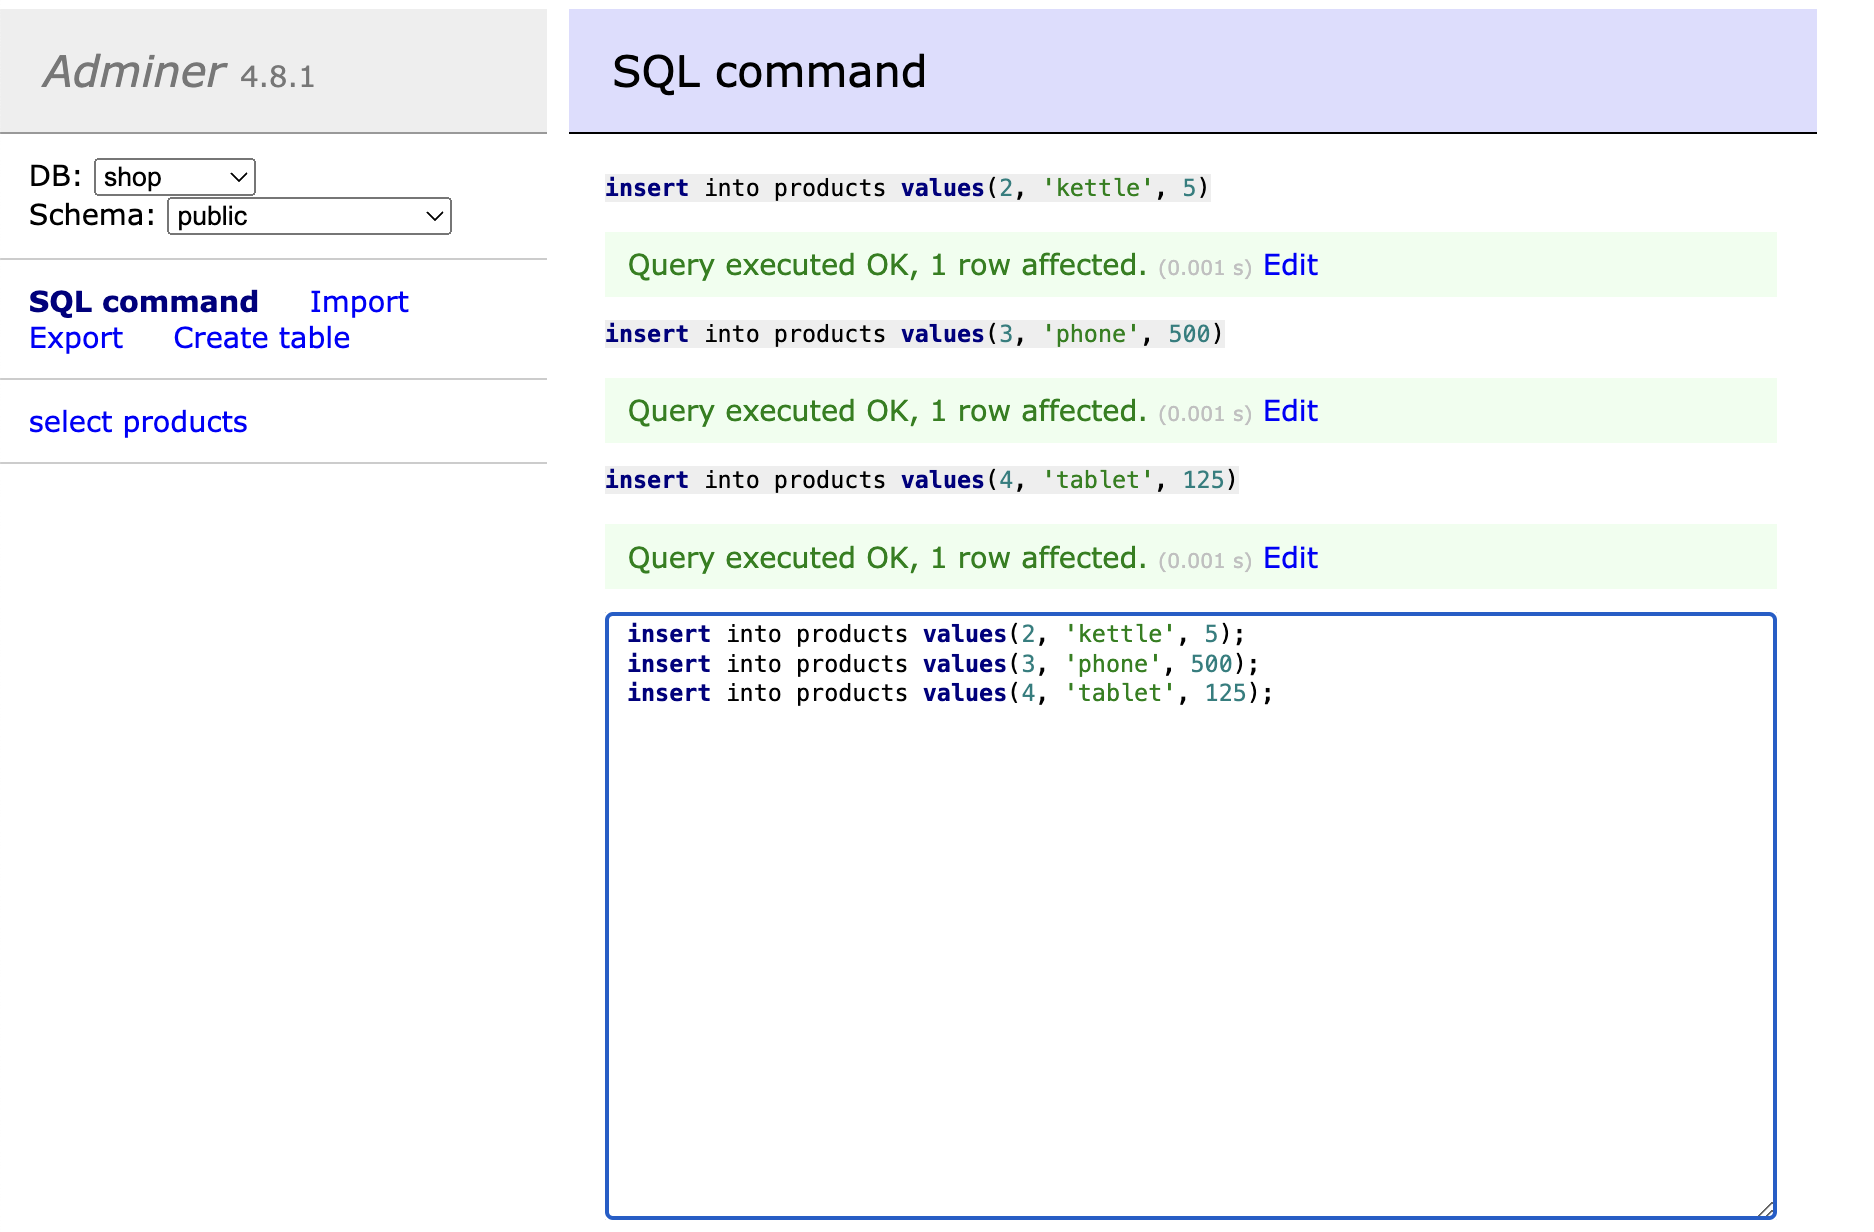 Adminer 4.8.1
DB: shop
Schema: public
SQL command Import
Export Create table
select products
SQL command
insert into products values(2, 'kettle', 5)
Query executed OK, 1 row affected. (0.001 s) Edit
insert into products values(3, 'phone', 500)
Query executed OK, 1 row affected. (0.001 s) Edit
insert into products values(4, 'tablet', 125)
Query executed OK, 1 row affected. (0.001 s) Edit
insert into products values(2, 'kettle', 5);
insert into products values(3, 'phone', 500);
insert into products values(4, 'tablet', 125);